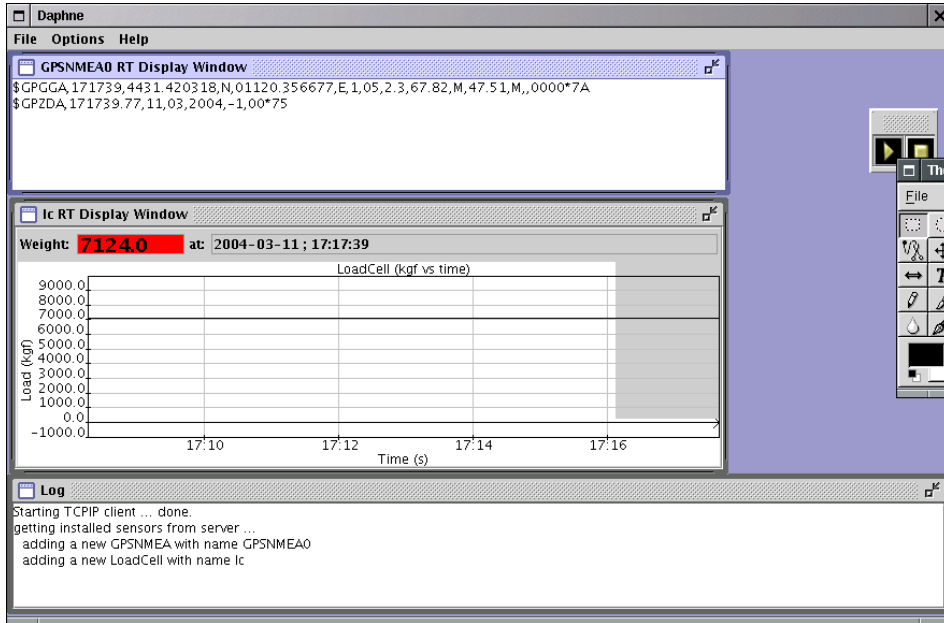 Daphne
File Options Help
GPSNMEA0 RT Display Window
$GPGGA,171739,4431.420318,N,01120.356677,E,1,05,2.3,67.82,M,47.51,M,,0000*7A
$GPZDA,171739.77,11,03,2004,-1,00*75
The
File
lc RT Display Window
Weight: 7124.0 at: 2004-03-11 ; 17:17:39
LoadCell (kgf vs time)
9000.0
8000.0
7000.0
6000.0
5000.0
4000.0
3000.0
2000.0
1000.0
0.0
-1000.0
Load (kgf)
17:10 17:12 17:14 17:16
Time (s)
Log
Starting TCPIP client ... done.
getting installed sensors from server ...
adding a new GPSNMEA with name GPSNMEA0
adding a new LoadCell with name lc